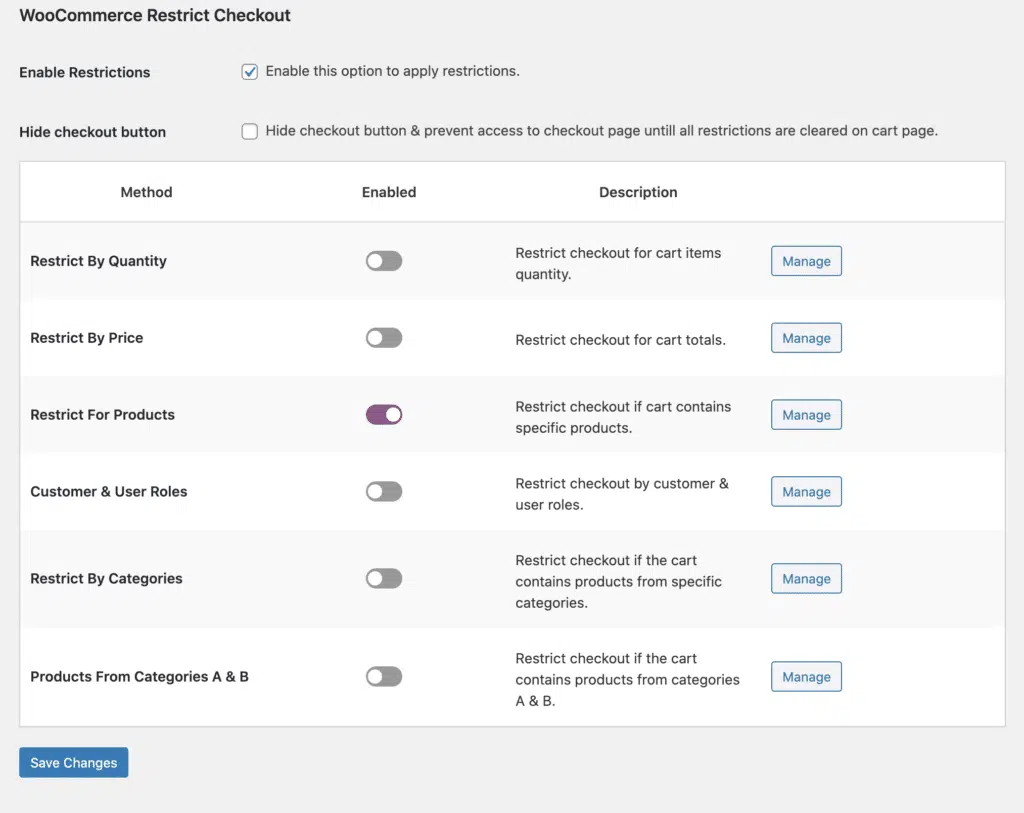 WooCommerce Restrict Checkout
Enable Restrictions
Enable this option to apply restrictions.
Hide checkout button
Hide checkout button & prevent access to checkout page untill all restrictions are cleared on cart page.
Method
Enabled
Description
Restrict By Quantity
Restrict checkout for cart items
quantity.
Manage
Restrict By Price
Restrict checkout for cart totals.
Manage
Restrict For Products
Restrict checkout if cart contains
specific products.
Manage
Customer & User Roles
Restrict checkout by customer &
user roles.
Manage
Restrict By Categories
Restrict checkout if the cart
contains products from specific
categories.
Manage
Products From Categories A & B
Restrict checkout if the cart
contains products from categories
A & B.
Manage
Save Changes